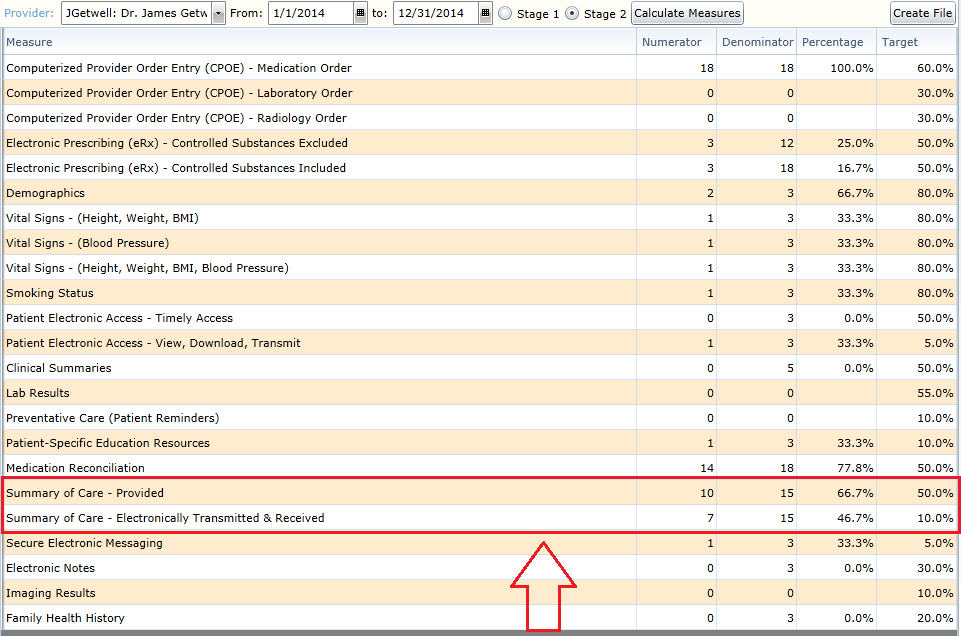 Provider: JGetwell: Dr. James Getw From: 1/1/2014 to: 12/31/2014 Stage 1 Stage 2 Calculate Measures Create File
Measure Numerator Denominator Percentage Target
Computerized Provider Order Entry (CPOE) - Medication Order 18 18 100.0% 60.0%
Computerized Provider Order Entry (CPOE) - Laboratory Order 0 0 30.0%
Computerized Provider Order Entry (CPOE) - Radiology Order 0 0 30.0%
Electronic Prescribing (eRx) - Controlled Substances Excluded 3 12 25.0% 50.0%
Electronic Prescribing (eRx) - Controlled Substances Included 3 18 16.7% 50.0%
Demographics 2 3 66.7% 80.0%
Vital Signs - (Height, Weight, BMI) 1 3 33.3% 80.0%
Vital Signs - (Blood Pressure) 1 3 33.3% 80.0%
Vital Signs - (Height, Weight, BMI, Blood Pressure) 1 3 33.3% 80.0%
Smoking Status 1 3 33.3% 80.0%
Patient Electronic Access - Timely Access 0 3 0.0% 50.0%
Patient Electronic Access - View, Download, Transmit 1 3 33.3% 5.0%
Clinical Summaries 0 5 0.0% 50.0%
Lab Results 0 0 55.0%
Preventative Care (Patient Reminders) 0 0 10.0%
Patient-Specific Education Resources 1 3 33.3% 10.0%
Medication Reconciliation 14 18 77.8% 50.0%
Summary of Care - Provided 10 15 66.7% 50.0%
Summary of Care - Electronically Transmitted & Received 7 15 46.7% 10.0%
Secure Electronic Messaging 1 3 33.3% 5.0%
Electronic Notes 0 3 0.0% 30.0%
Imaging Results 0 0 10.0%
Family Health History 0 3 0.0% 20.0%